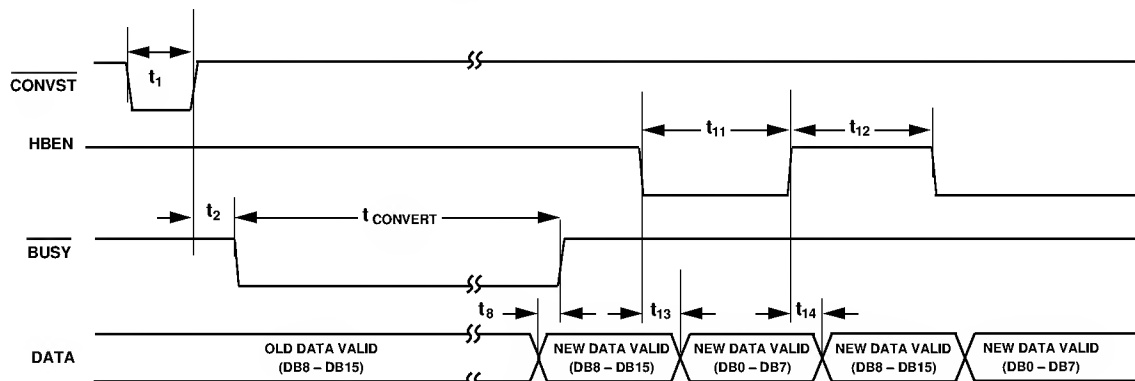 t1
CONVST
t11
t12
HBEN
t2
t CONVERT
BUSY
t8
t13
t14
DATA
OLD DATA VALID
(DB8 – DB15)
NEW DATA VALID
(DB8 – DB15)
NEW DATA VALID
(DB0 – DB7)
NEW DATA VALID
(DB8 – DB15)
NEW DATA VALID
(DB0 – DB7)